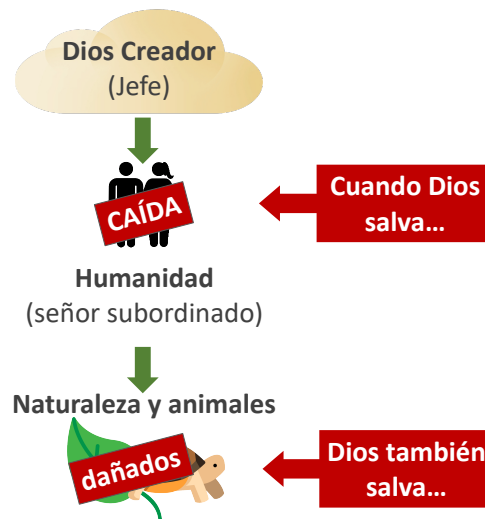 Dios Creador
(Jefe)
CAÍDA
Cuando Dios
salva...
Humanidad
(señor subordinado)
Naturaleza y animales
dañados
Dios también
salva...